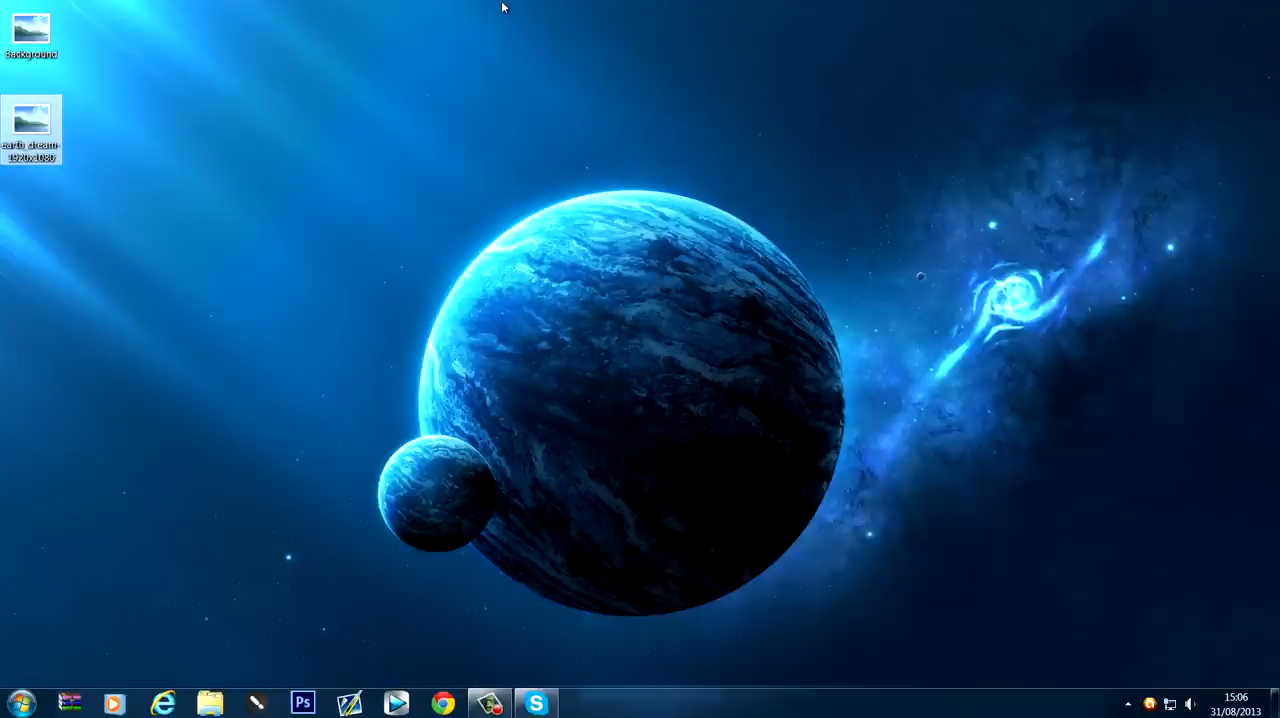 Background
earth_dream-
1920x1080
Ps
S
15:06
31/08/2013